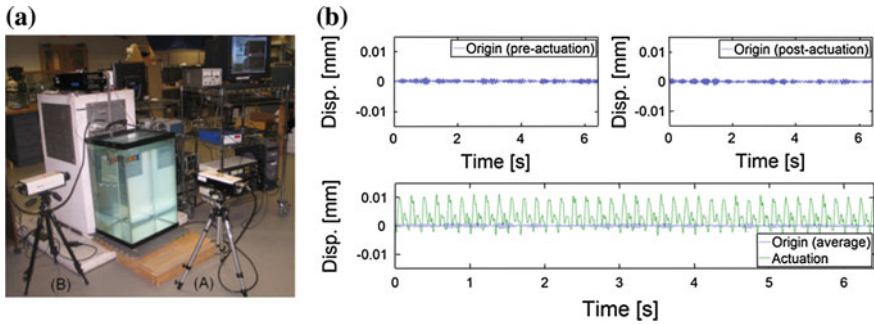 (a)
(B)
(A)
(b)
Disp. [mm]
0.01
0
-0.01
Origin (pre-actuation)
0 2 4 6
Time [s]
Disp. [mm]
0.01
0
-0.01
Origin (post-actuation)
0 2 4 6
Time [s]
Disp. [mm]
0.01
0
-0.01
Origin (average)
Actuation
0 1 2 3 4 5 6
Time [s]